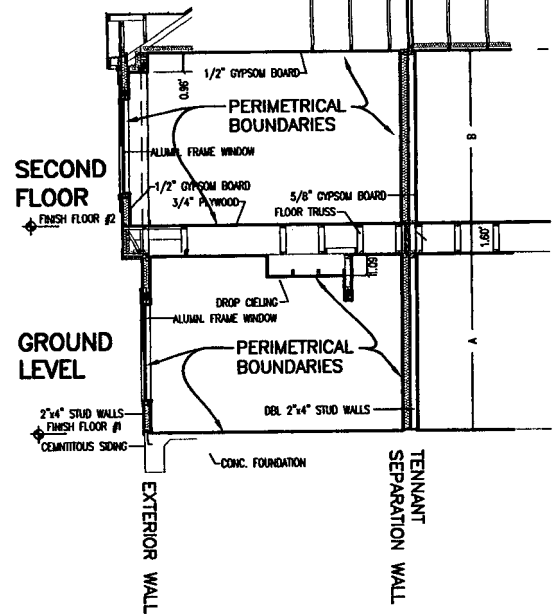 1/2" GYPSOM BOARD
0.96'
PERIMETRICAL
BOUNDARIES
B
ALUMN. FRAME WINDOW
SECOND
FLOOR
1/2" GYPSOM BOARD
3/4" PLYWOOD
5/8" GYPSOM BOARD
FLOOR TRUSS
FINISH FLOOR #2
1.60'
1.09'
DROP CIELING
ALUMN. FRAME WINDOW
GROUND
LEVEL
PERIMETRICAL
BOUNDARIES
A
2"x4" STUD WALLS
DBL 2"x4" STUD WALLS
FINISH FLOOR #1
CEMNTITOUS SIDING
CONC. FOUNDATION
EXTERIOR WALL
TENNANT
SEPARATION WALL